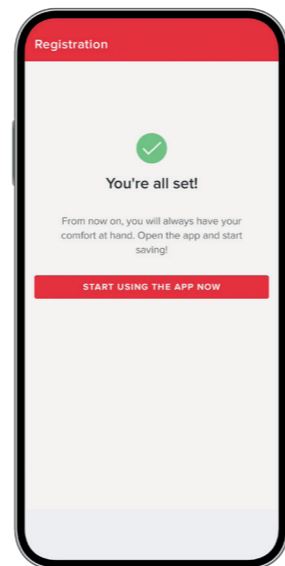 Registration
You're all set!
From now on, you will always have your
comfort at hand. Open the app and start
saving!
START USING THE APP NOW